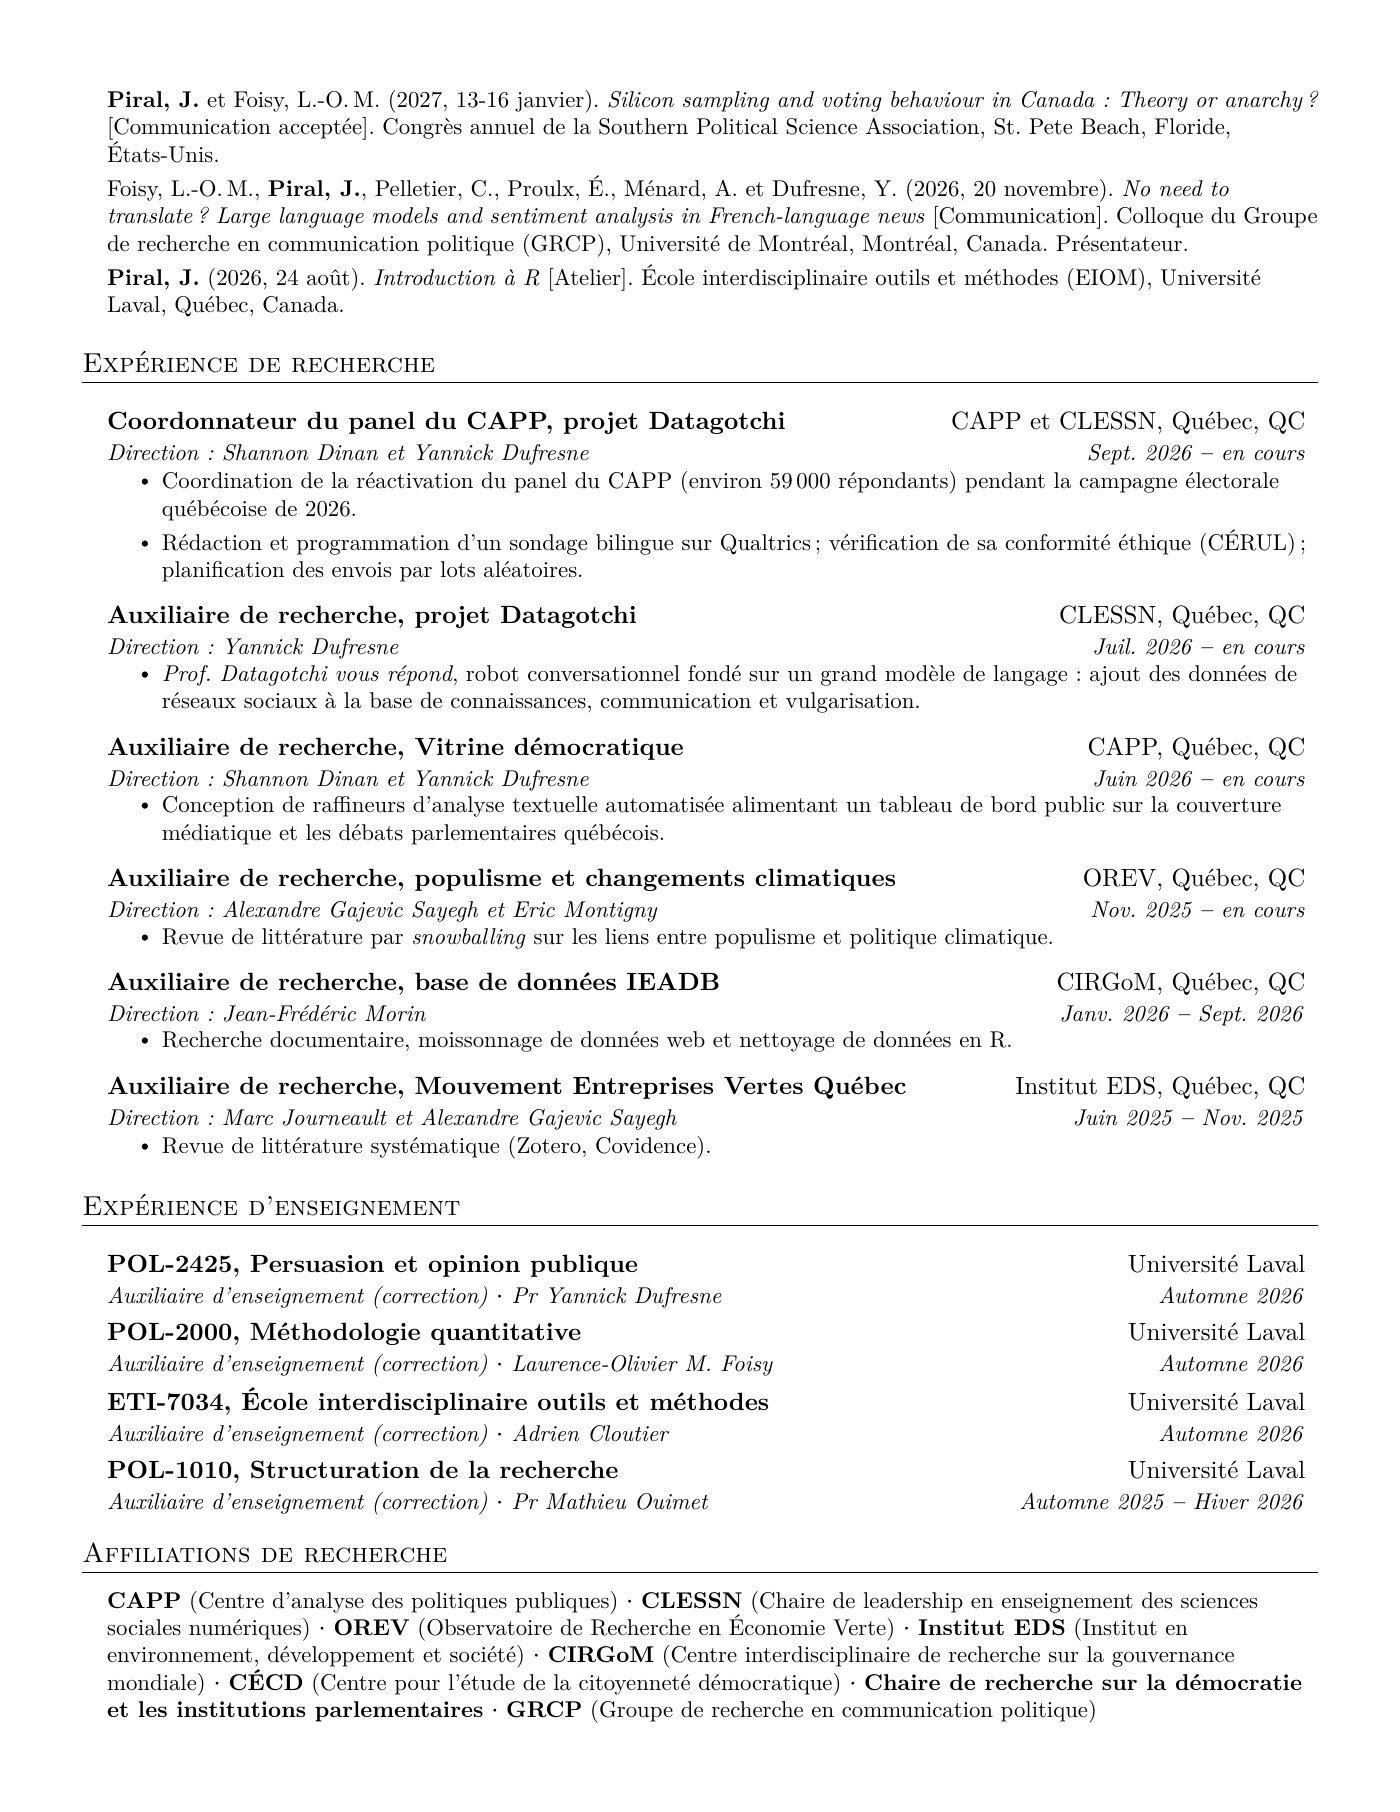 Piral, J. et Foisy, L.-O. M. (2027, 13-16 janvier). Silicon sampling and voting behaviour in Canada : Theory or anarchy ?
[Communication acceptée]. Congrès annuel de la Southern Political Science Association, St. Pete Beach, Floride,
États-Unis.
Foisy, L.-O. M., Piral, J., Pelletier, C., Proulx, É., Ménard, A. et Dufresne, Y. (2026, 20 novembre). No need to
translate ? Large language models and sentiment analysis in French-language news [Communication]. Colloque du Groupe
de recherche en communication politique (GRCP), Université de Montréal, Montréal, Canada. Présentateur.
Piral, J. (2026, 24 août). Introduction à R [Atelier]. École interdisciplinaire outils et méthodes (EIOM), Université
Laval, Québec, Canada.
Expérience de recherche
Coordonnateur du panel du CAPP, projet Datagotchi CAPP et CLESSN, Québec, QC
Direction : Shannon Dinan et Yannick Dufresne Sept. 2026 – en cours
• Coordination de la réactivation du panel du CAPP (environ 59 000 répondants) pendant la campagne électorale
québécoise de 2026.
• Rédaction et programmation d'un sondage bilingue sur Qualtrics ; vérification de sa conformité éthique (CÉRUL) ;
planification des envois par lots aléatoires.
Auxiliaire de recherche, projet Datagotchi CLESSN, Québec, QC
Direction : Yannick Dufresne Juil. 2026 – en cours
• Prof. Datagotchi vous répond, robot conversationnel fondé sur un grand modèle de langage : ajout des données de
réseaux sociaux à la base de connaissances, communication et vulgarisation.
Auxiliaire de recherche, Vitrine démocratique CAPP, Québec, QC
Direction : Shannon Dinan et Yannick Dufresne Juin 2026 – en cours
• Conception de raffineurs d'analyse textuelle automatisée alimentant un tableau de bord public sur la couverture
médiatique et les débats parlementaires québécois.
Auxiliaire de recherche, populisme et changements climatiques OREV, Québec, QC
Direction : Alexandre Gajevic Sayegh et Eric Montigny Nov. 2025 – en cours
• Revue de littérature par snowballing sur les liens entre populisme et politique climatique.
Auxiliaire de recherche, base de données IEADB CIRGoM, Québec, QC
Direction : Jean-Frédéric Morin Janv. 2026 – Sept. 2026
• Recherche documentaire, moissonnage de données web et nettoyage de données en R.
Auxiliaire de recherche, Mouvement Entreprises Vertes Québec Institut EDS, Québec, QC
Direction : Marc Journeault et Alexandre Gajevic Sayegh Juin 2025 – Nov. 2025
• Revue de littérature systématique (Zotero, Covidence).
Expérience d'enseignement
POL-2425, Persuasion et opinion publique Université Laval
Auxiliaire d'enseignement (correction) · Pr Yannick Dufresne Automne 2026
POL-2000, Méthodologie quantitative Université Laval
Auxiliaire d'enseignement (correction) · Laurence-Olivier M. Foisy Automne 2026
ETI-7034, École interdisciplinaire outils et méthodes Université Laval
Auxiliaire d'enseignement (correction) · Adrien Cloutier Automne 2026
POL-1010, Structuration de la recherche Université Laval
Auxiliaire d'enseignement (correction) · Pr Mathieu Ouimet Automne 2025 – Hiver 2026
Affiliations de recherche
CAPP (Centre d'analyse des politiques publiques) · CLESSN (Chaire de leadership en enseignement des sciences
sociales numériques) · OREV (Observatoire de Recherche en Économie Verte) · Institut EDS (Institut en
environnement, développement et société) · CIRGoM (Centre interdisciplinaire de recherche sur la gouvernance
mondiale) · CÉCD (Centre pour l'étude de la citoyenneté démocratique) · Chaire de recherche sur la démocratie
et les institutions parlementaires · GRCP (Groupe de recherche en communication politique)